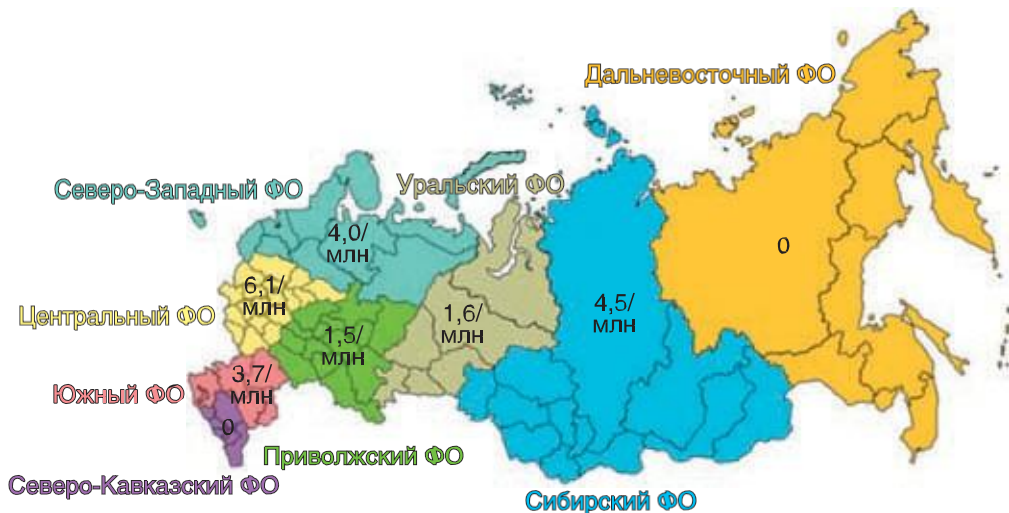 Дальневосточный ФО
Северо-Западный ФО
Уральский ФО
4,0/
млн
0
6,1/
млн
4,5/
млн
Центральный ФО
1,5/
млн
1,6/
млн
Южный ФО
3,7/
млн
0
Приволжский ФО
Северо-Кавказский ФО
Сибирский ФО